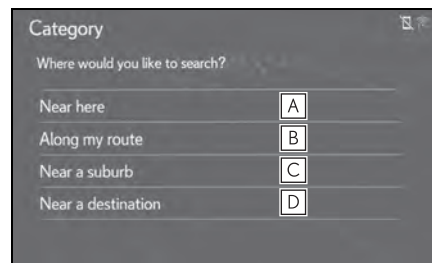 Category
Where would you like to search?
Near here A
Along my route B
Near a suburb C
Near a destination D